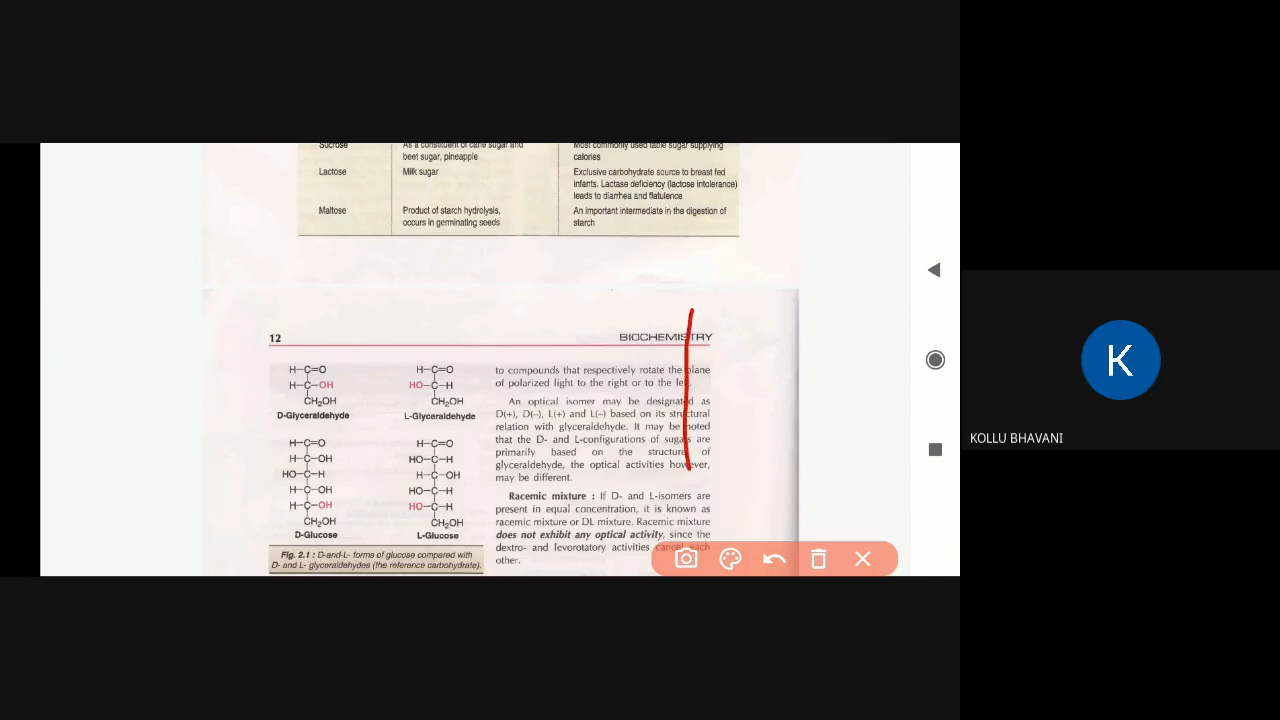 Sucrose
As a constituent of cane sugar and
beet sugar, pineapple
Most commonly used table sugar supplying
calories
Lactose
Milk sugar
Exclusive carbohydrate source to breast fed
infants. Lactase deficiency (lactose intolerance)
leads to diarrhea and flatulence
Maltose
Product of starch hydrolysis,
occurs in germinating seeds
An important intermediate in the digestion of
starch
12
BIOCHEMISTRY
H–C=O
H–C–OH
CH2OH
D-Glyceraldehyde
H–C=O
HO–C–H
CH2OH
L-Glyceraldehyde
H–C=O
H–C–OH
HO–C–H
H–C–OH
H–C–OH
CH2OH
D-Glucose
H–C=O
HO–C–H
H–C–OH
HO–C–H
HO–C–H
CH2OH
L-Glucose
Fig. 2.1 : D-and-L- forms of glucose compared with
D- and L- glyceraldehydes (the reference carbohydrate).
to compounds that respectively rotate the plane
of polarized light to the right or to the left.
An optical isomer may be designated as
D(+), D(–), L(+) and L(–) based on its structural
relation with glyceraldehyde. It may be noted
that the D- and L-configurations of sugars are
primarily based on the structure of
glyceraldehyde, the optical activities however,
may be different.
Racemic mixture : If D- and L-isomers are
present in equal concentration, it is known as
racemic mixture or DL mixture. Racemic mixture
does not exhibit any optical activity, since the
dextro- and levorotatory activities cancel each
other.
K
KOLLU BHAVANI